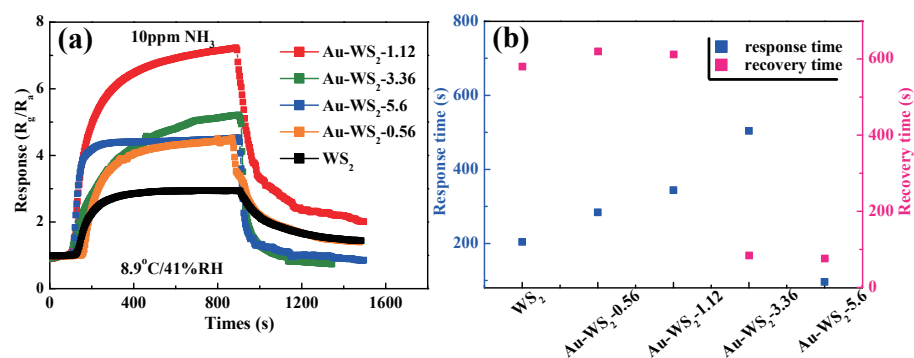 (a)
10ppm NH₃
Au-WS₂-1.12
Au-WS₂-3.36
Au-WS₂-5.6
Au-WS₂-0.56
WS₂
8.9°C/41%RH
Response (R_g/R_a)
8
6
4
2
0
0 400 800 1200 1600
Times (s)
(b)
response time
recovery time
Response time (s)
800
600
400
200
Recovery time (s)
600
400
200
0
WS₂
Au-WS₂-0.56
Au-WS₂-1.12
Au-WS₂-3.36
Au-WS₂-5.6